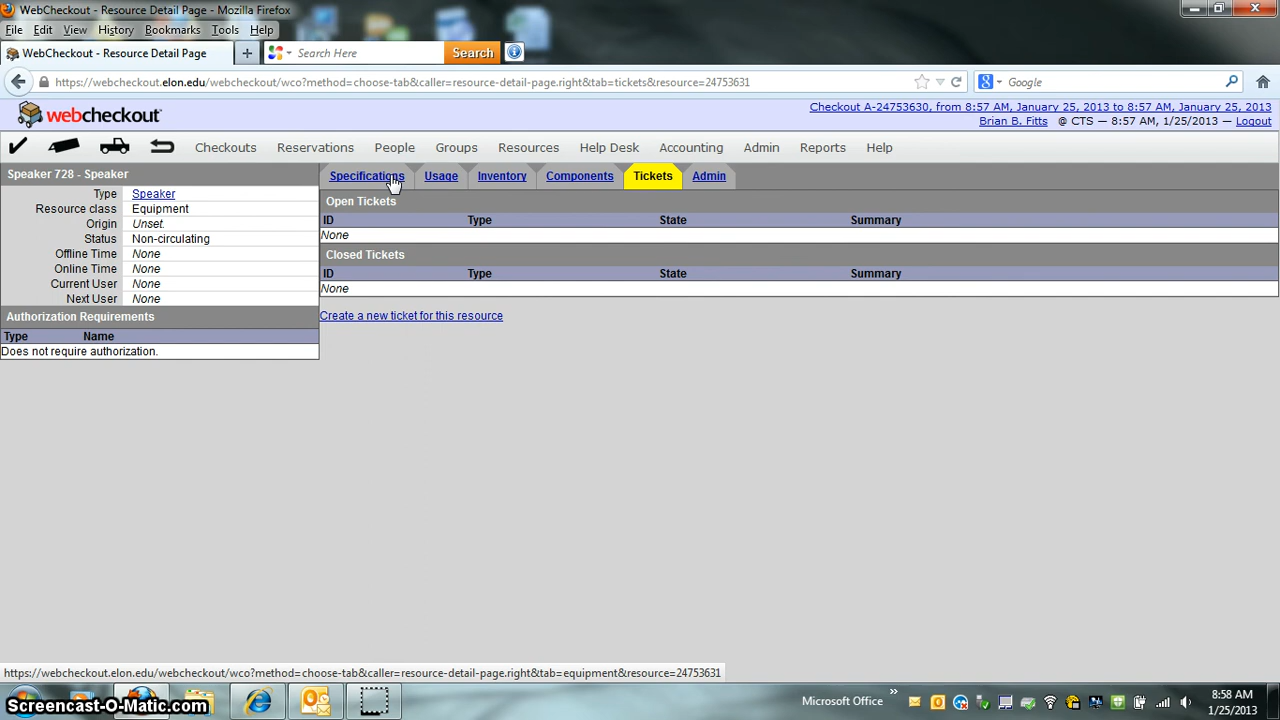 WebCheckout - Resource Detail Page - Mozilla Firefox
File Edit View History Bookmarks Tools Help
WebCheckout - Resource Detail Page + Search Here Search
https://webcheckout.elon.edu/webcheckout/wco?method=choose-tab&caller=resource-detail-page.right&tab=tickets&resource=24753631 Google
webcheckout
Checkout A-24753630, from 8:57 AM, January 25, 2013 to 8:57 AM, January 25, 2013
Brian B. Fitts @ CTS — 8:57 AM, 1/25/2013 — Logout
Checkouts Reservations People Groups Help Desk Resources Accounting Admin Reports Help
Speaker 728 - Speaker
Type Speaker
Resource class Equipment
Origin Unset.
Status Non-circulating
Offline Time None
Online Time None
Current User None
Next User None
Authorization Requirements
Type Name
Does not require authorization.
Specifications Usage Inventory Components Tickets Admin
Open Tickets
ID Type State Summary
None
Closed Tickets
ID Type State Summary
None
Create a new ticket for this resource
https://webcheckout.elon.edu/webcheckout/wco?method=choose-tab&caller=resource-detail-page.right&tab=equipment&resource=24753631
Screencast-O-Matic.com
Microsoft Office
8:58 AM
1/25/2013